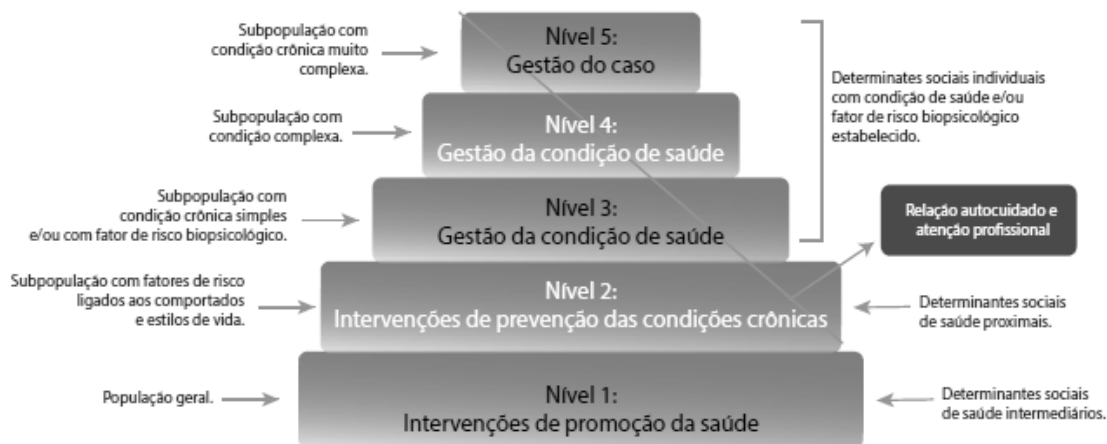 Subpopulação com
condição crônica muito
complexa.
Nível 5:
Gestão do caso
Determinates sociais individuais
com condição de saúde e/ou
fator de risco biopsicológico
estabelecido.
Subpopulação com
condição complexa.
Nível 4:
Gestão da condição de saúde
Subpopulação com
condição crônica simples
e/ou com fator de risco biopsicológico.
Nível 3:
Gestão da condição de saúde
Relação autocuidado e
atenção profissional
Subpopulação com fatores de risco
ligados aos comportados
e estilos de vida.
Nível 2:
Intervenções de prevenção das condições crônicas
Determinantes sociais
de saúde proximais.
População geral.
Nível 1:
Intervenções de promoção da saúde
Determinantes sociais
de saúde intermediários.